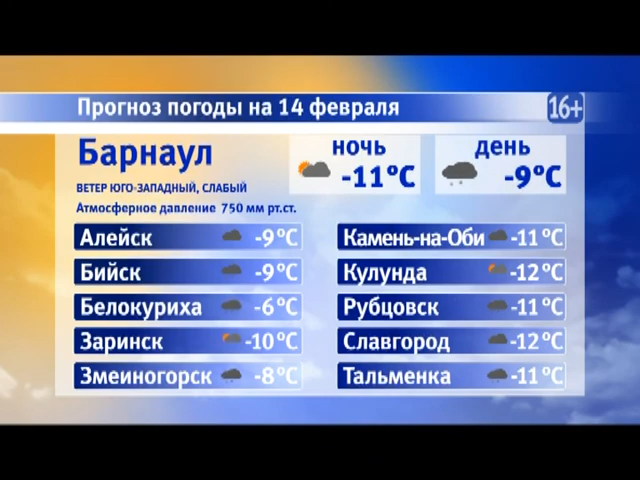 Прогноз погоды на 14 февраля
16+
Барнаул
ночь
-11°C
день
-9°C
ВЕТЕР ЮГО-ЗАПАДНЫЙ, СЛАБЫЙ
Атмосферное давление 750 мм рт.ст.
Алейск -9°C
Бийск -9°C
Белокуриха -6°C
Заринск -10°C
Змеиногорск -8°C
Камень-на-Оби -11°C
Кулунда -12°C
Рубцовск -11°C
Славгород -12°C
Тальменка -11°C